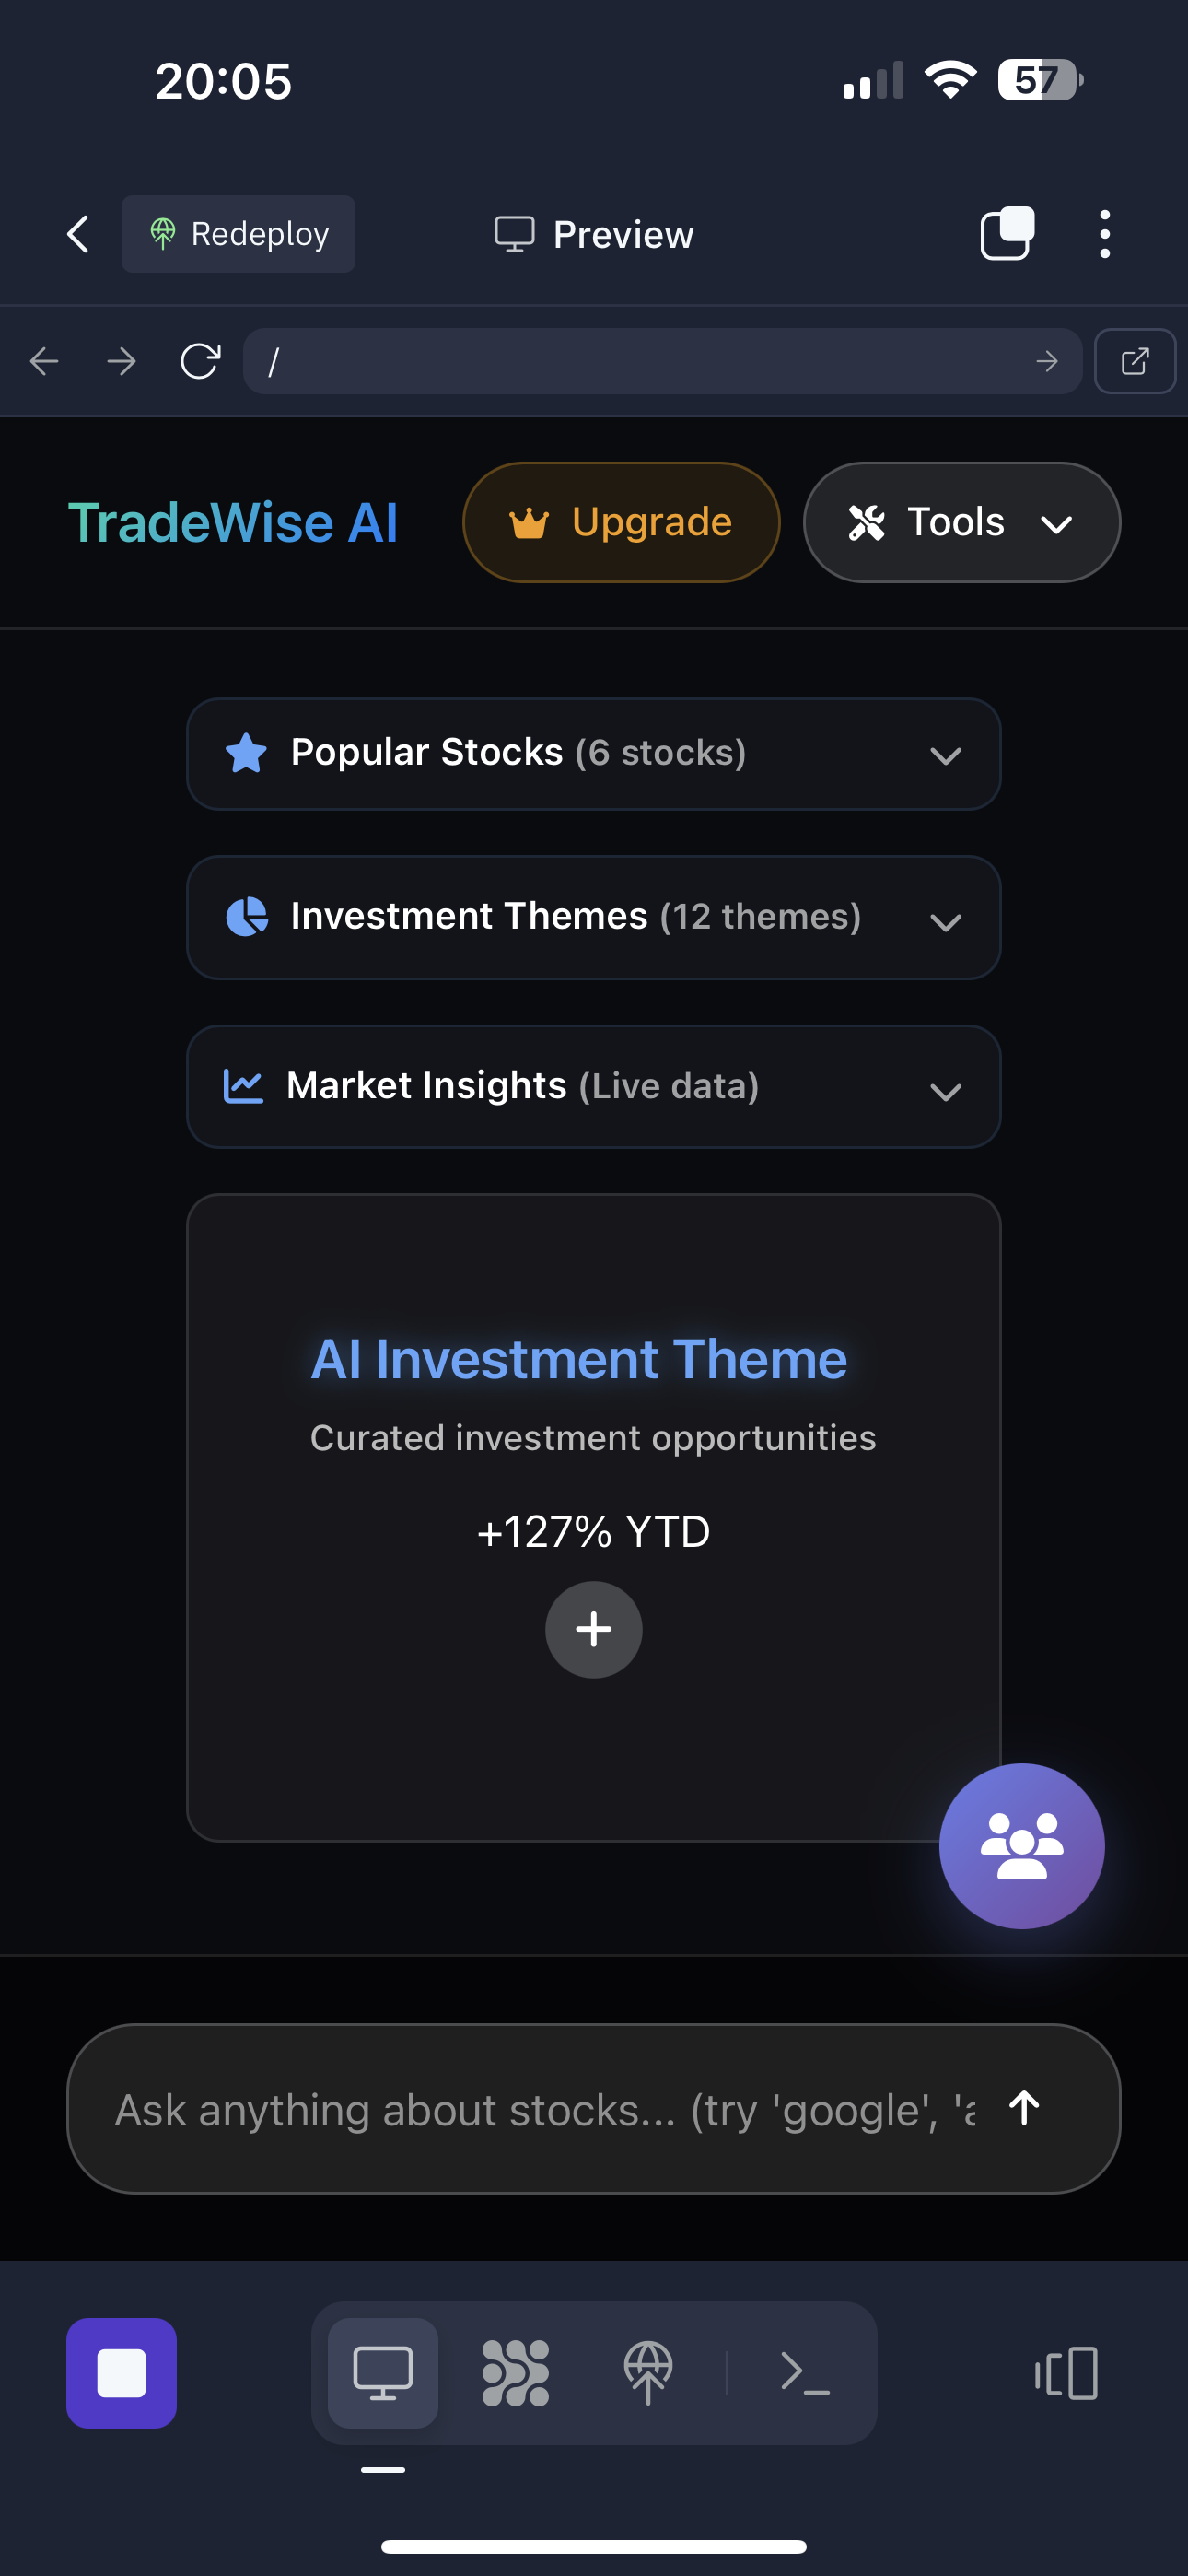 20:05
57
Redeploy
Preview
/
TradeWise AI
Upgrade
Tools
Popular Stocks (6 stocks)
Investment Themes (12 themes)
Market Insights (Live data)
AI Investment Theme
Curated investment opportunities
+127% YTD
Ask anything about stocks... (try 'google', 'a